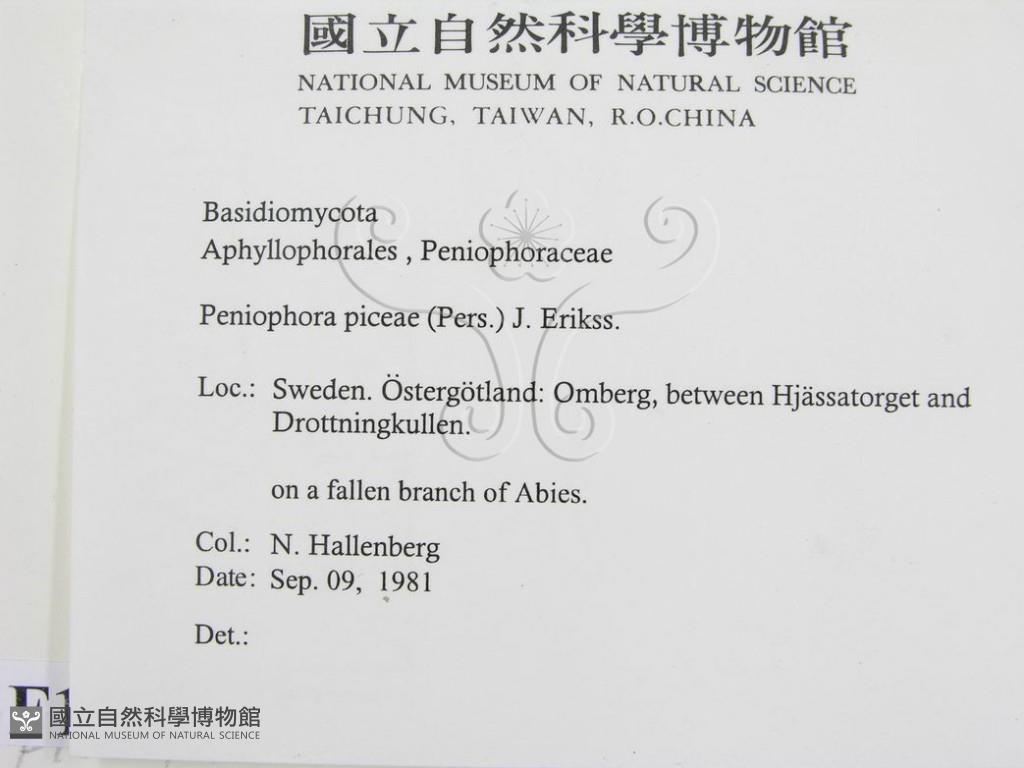 國立自然科學博物館
NATIONAL MUSEUM OF NATURAL SCIENCE
TAICHUNG, TAIWAN, R.O.CHINA
Basidiomycota
Aphyllophorales , Peniophoraceae
Peniophora piceae (Pers.) J. Erikss.
Loc.: Sweden. Östergötland: Omberg, between Hjässatorget and
Drottningkullen.
on a fallen branch of Abies.
Col.: N. Hallenberg
Date: Sep. 09, 1981
Det.:
國立自然科學博物館
NATIONAL MUSEUM OF NATURAL SCIENCE